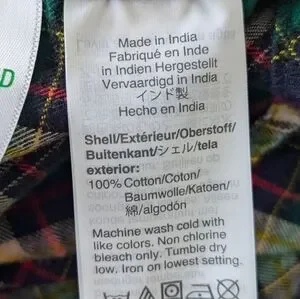 Made in India
Fabriqué en Inde
in Indien Hergestellt
Vervaardigd in India
インド製
Hecho en India
Shell/Extérieur/Oberstoff/
Buitenkant/シェル/tela
exterior:
100% Cotton/Coton/
Baumwolle/Katoen/
綿/algodón
Machine wash cold with
like colors. Non chlorine
bleach only. Tumble dry
low. Iron on lowest setting.